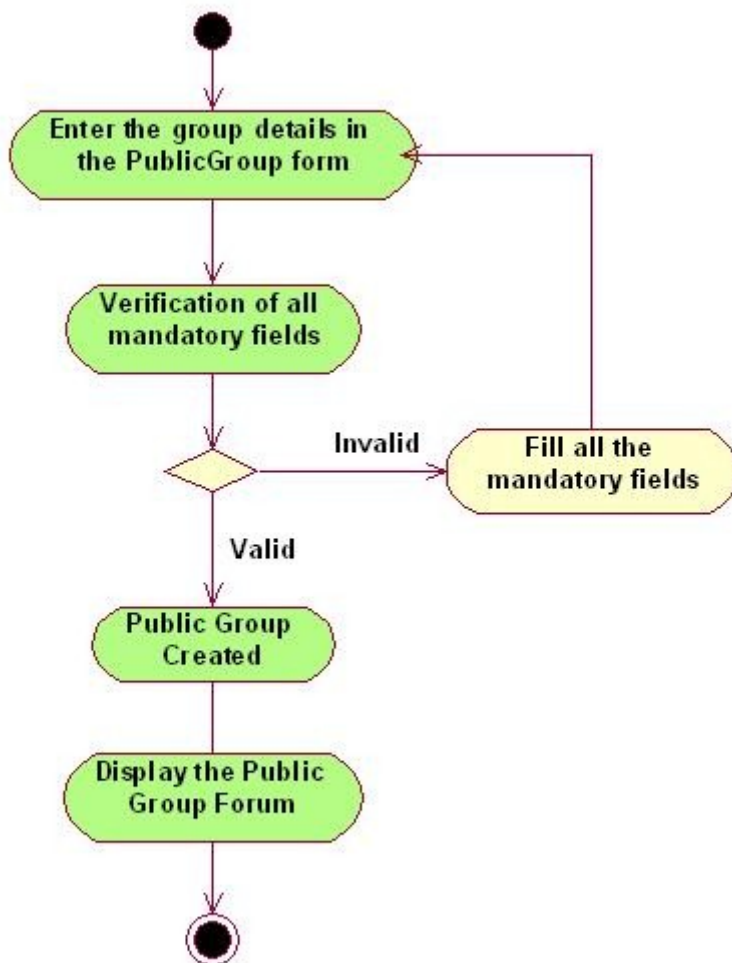 Enter the group details in
the PublicGroup form
Verification of all
mandatory fields
Invalid
Fill all the
mandatory fields
Valid
Public Group
Created
Display the Public
Group Forum